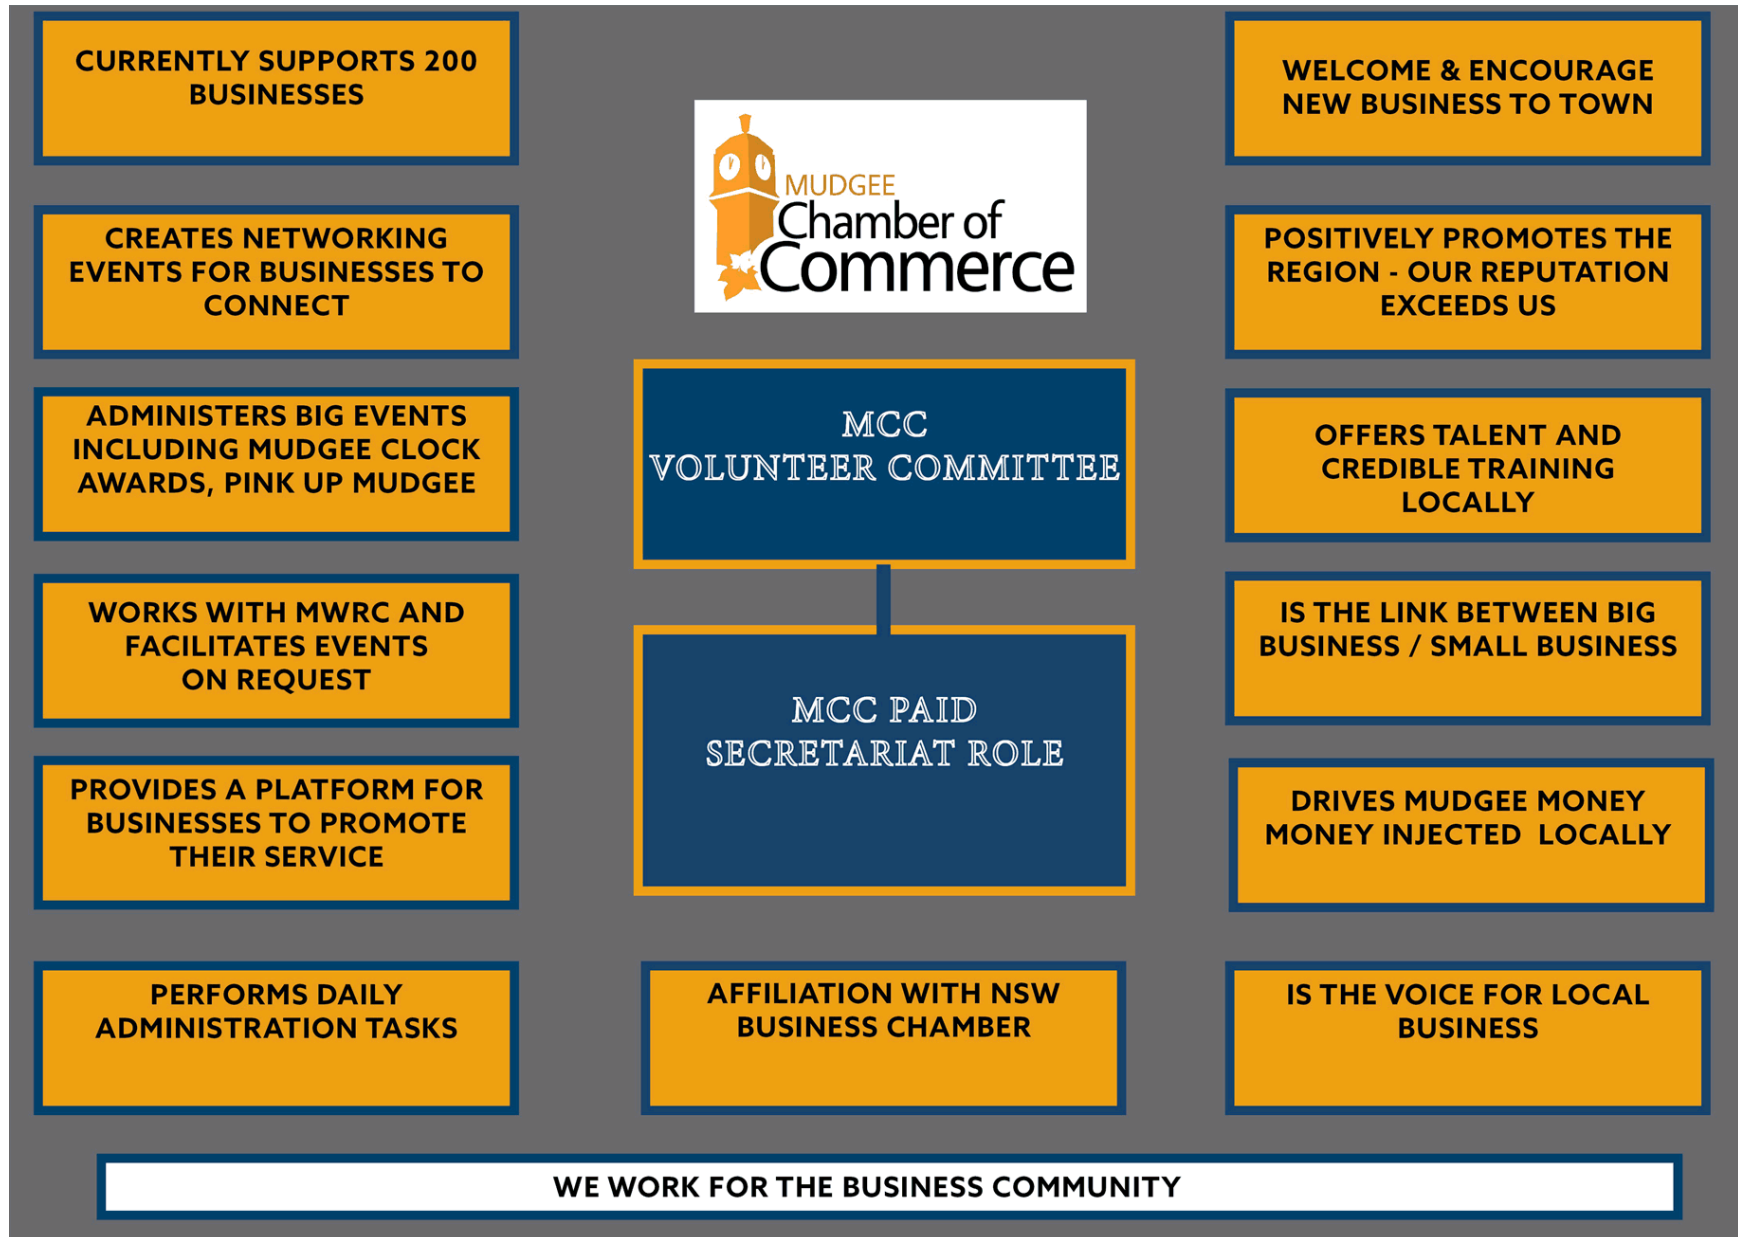 CURRENTLY SUPPORTS 200
BUSINESSES
CREATES NETWORKING
EVENTS FOR BUSINESSES TO
CONNECT
ADMINISTERS BIG EVENTS
INCLUDING MUDGEE CLOCK
AWARDS, PINK UP MUDGEE
WORKS WITH MWRC AND
FACILITATES EVENTS
ON REQUEST
PROVIDES A PLATFORM FOR
BUSINESSES TO PROMOTE
THEIR SERVICE
PERFORMS DAILY
ADMINISTRATION TASKS
MUDGEE
Chamber of
Commerce
MCC
VOLUNTEER COMMITTEE
MCC PAID
SECRETARIAT ROLE
AFFILIATION WITH NSW
BUSINESS CHAMBER
WELCOME & ENCOURAGE
NEW BUSINESS TO TOWN
POSITIVELY PROMOTES THE
REGION - OUR REPUTATION
EXCEEDS US
OFFERS TALENT AND
CREDIBLE TRAINING
LOCALLY
IS THE LINK BETWEEN BIG
BUSINESS / SMALL BUSINESS
DRIVES MUDGEE MONEY
MONEY INJECTED  LOCALLY
IS THE VOICE FOR LOCAL
BUSINESS
WE WORK FOR THE BUSINESS COMMUNITY